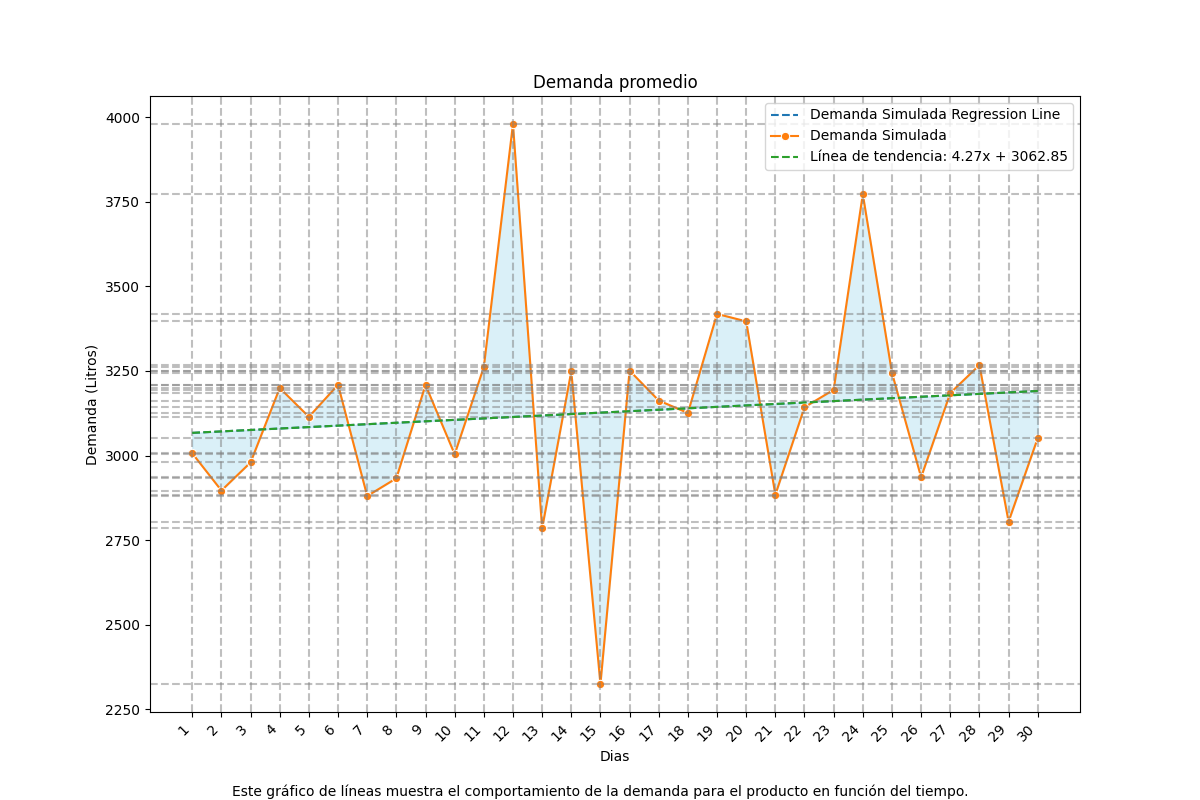 Demanda promedio
Demanda Simulada Regression Line
Demanda Simulada
Línea de tendencia: 4.27x + 3062.85
Demanda (Litros)
4000
3750
3500
3250
3000
2750
2500
2250
1 2 3 4 5 6 7 8 9 10 11 12 13 14 15 16 17 18 19 20 21 22 23 24 25 26 27 28 29 30
Dias
Este gráfico de líneas muestra el comportamiento de la demanda para el producto en función del tiempo.